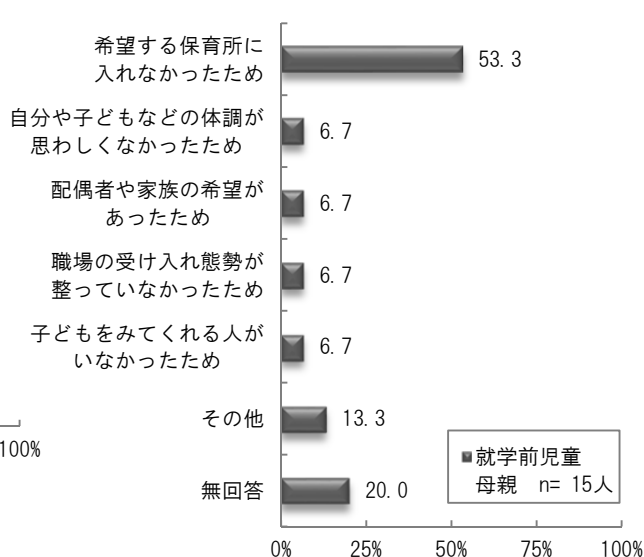 希望する保育所に
入れなかったため
53.3
自分や子どもなどの体調が
思わしくなかったため
6.7
配偶者や家族の希望が
あったため
6.7
職場の受け入れ態勢が
整っていなかったため
6.7
子どもをみてくれる人が
いなかったため
6.7
その他
13.3
無回答
20.0
100%
■就学前児童
母親 n= 15人
0% 25% 50% 75% 100%